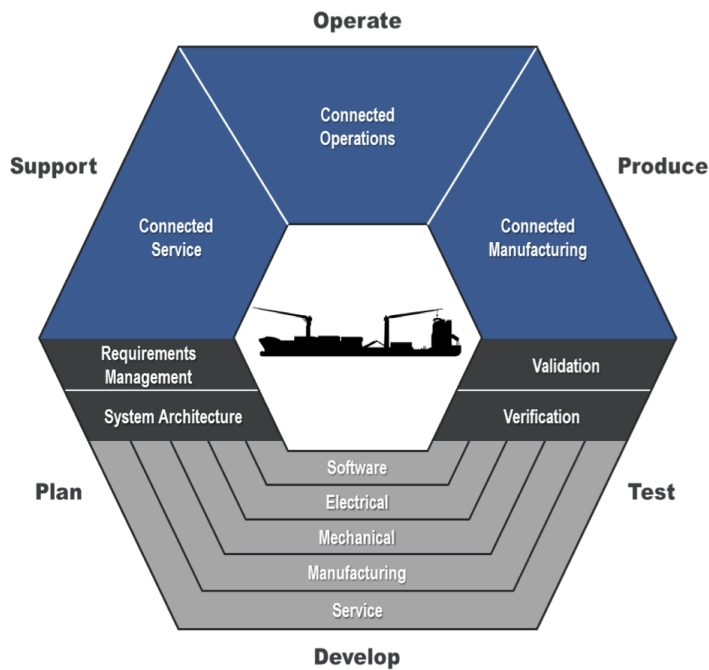 Operate
Connected
Operations
Support
Produce
Connected
Service
Connected
Manufacturing
Requirements
Management
Validation
System Architecture
Verification
Software
Plan
Test
Electrical
Mechanical
Manufacturing
Service
Develop